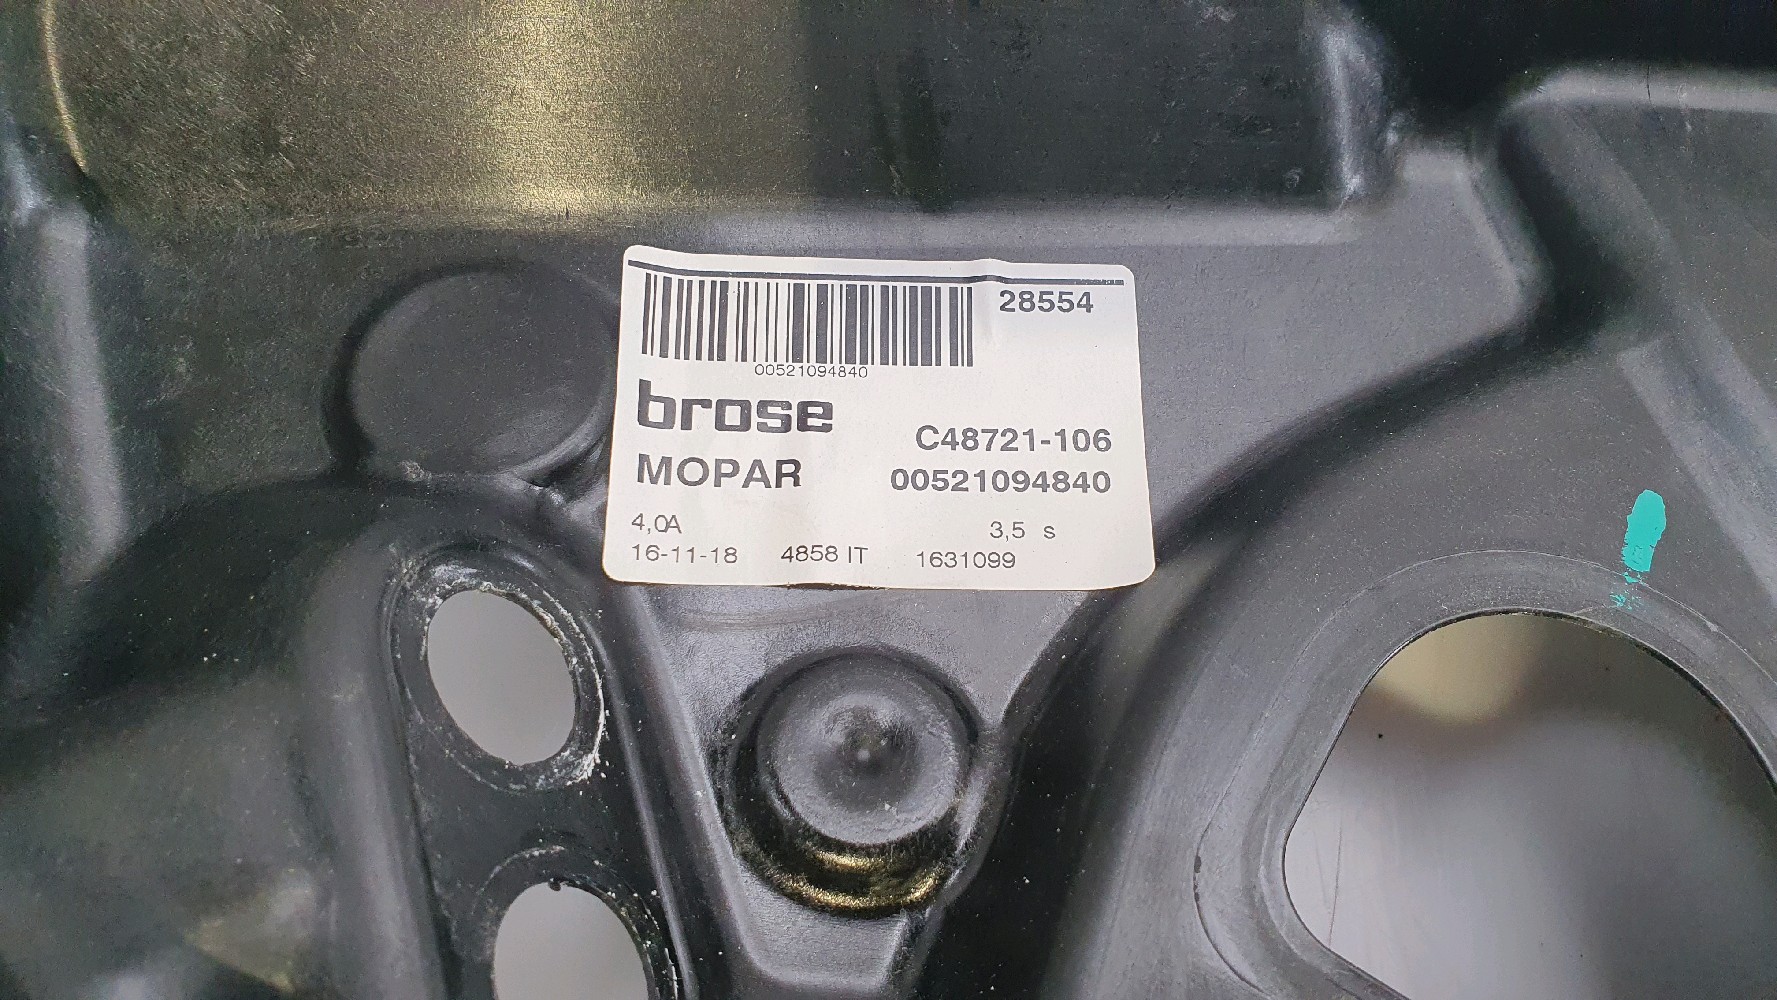 28554
00521094840
brose
C48721-106
MOPAR 00521094840
4,0A 3,5 s
16-11-18 4858 IT 1631099